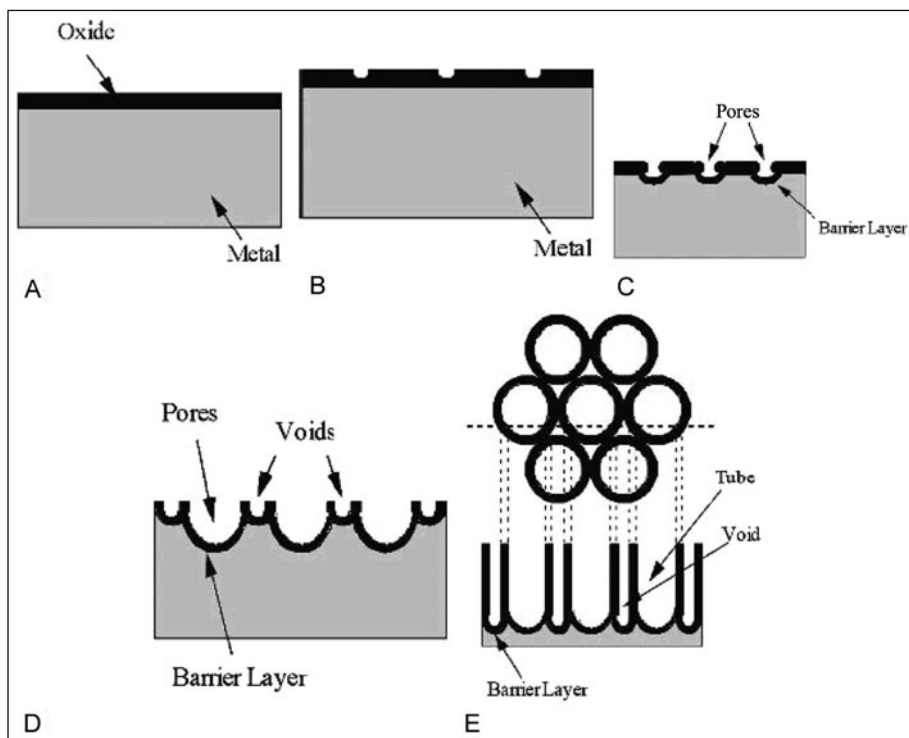 Oxide
Metal
A
Metal
B
Pores
Barrier Layer
C
Pores
Voids
Barrier Layer
D
Tube
Void
Barrier Layer
E